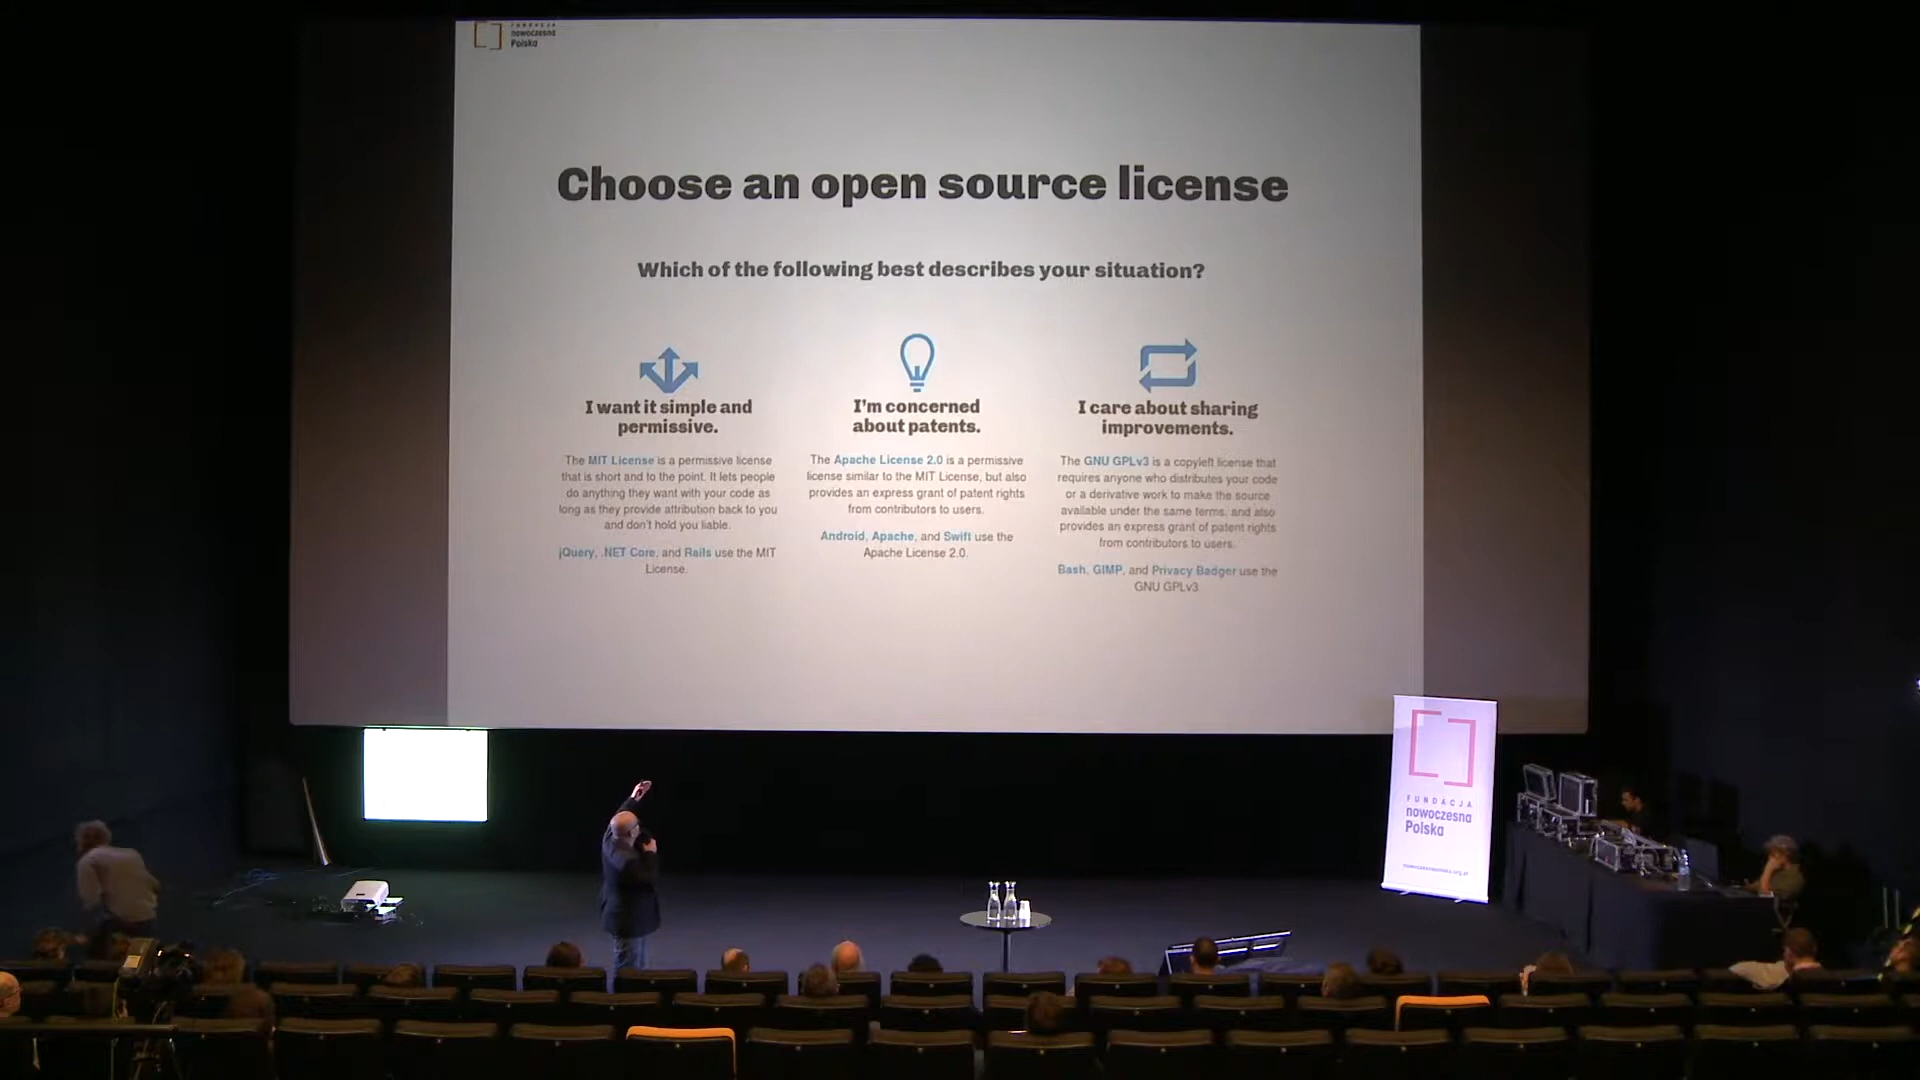 FUNDACJA
nowoczesna
Polska
Choose an open source license
Which of the following best describes your situation?
I want it simple and
permissive.
The MIT License is a permissive license
that is short and to the point. It lets people
do anything they want with your code as
long as they provide attribution back to you
and don't hold you liable.
jQuery, .NET Core, and Rails use the MIT
License.
I'm concerned
about patents.
The Apache License 2.0 is a permissive
license similar to the MIT License, but also
provides an express grant of patent rights
from contributors to users.
Android, Apache, and Swift use the
Apache License 2.0.
I care about sharing
improvements.
The GNU GPLv3 is a copyleft license that
requires anyone who distributes your code
or a derivative work to make the source
available under the same terms, and also
provides an express grant of patent rights
from contributors to users.
Bash, GIMP, and Privacy Badger use the
GNU GPLv3.
FUNDACJA
nowoczesna
Polska
nowoczesnapolska.org.pl